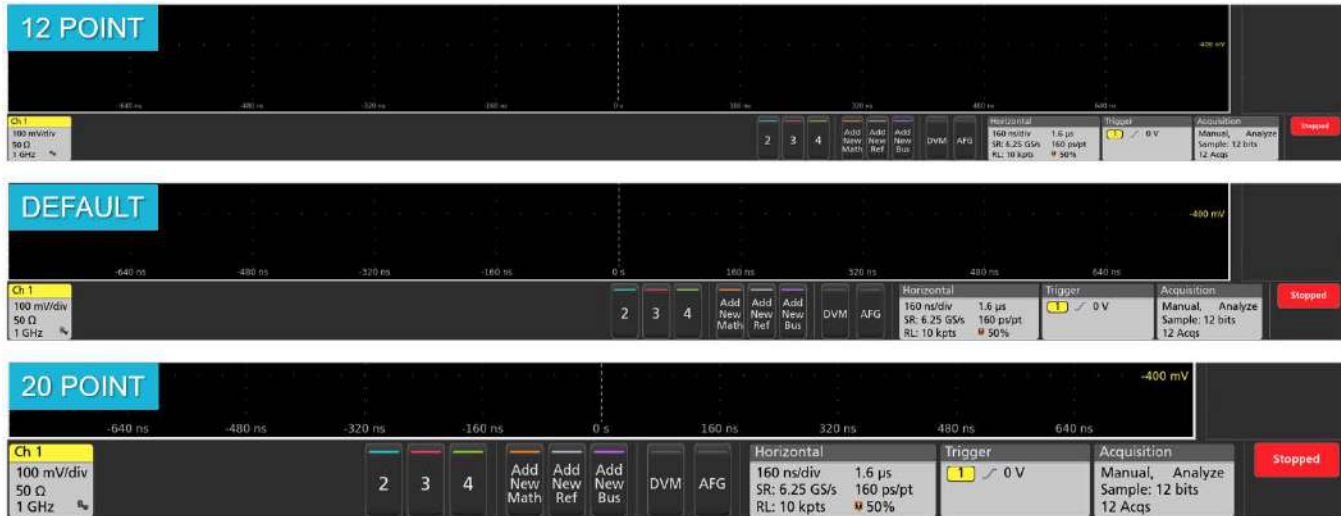 12 POINT
-400 mV
-640 ns -480 ns -320 ns -160 ns 0 s 160 ns 320 ns 480 ns 640 ns
Ch 1
100 mV/div
50 Ω
1 GHz
2 3 4
Add New Math
Add New Ref
Add New Bus
DVM AFG
Horizontal
160 ns/div 1.6 µs
SR: 6.25 GS/s 160 ps/pt
RL: 10 kpts 50%
Trigger
1 0 V
Acquisition
Manual, Analyze
Sample: 12 bits
12 Acqs
Stopped
DEFAULT
-400 mV
-640 ns -480 ns -320 ns -160 ns 0 s 160 ns 320 ns 480 ns 640 ns
Ch 1
100 mV/div
50 Ω
1 GHz
2 3 4
Add New Math
Add New Ref
Add New Bus
DVM AFG
Horizontal
160 ns/div 1.6 µs
SR: 6.25 GS/s 160 ps/pt
RL: 10 kpts 50%
Trigger
1 0 V
Acquisition
Manual, Analyze
Sample: 12 bits
12 Acqs
Stopped
20 POINT
-400 mV
-640 ns -480 ns -320 ns -160 ns 0 s 160 ns 320 ns 480 ns 640 ns
Ch 1
100 mV/div
50 Ω
1 GHz
2 3 4
Add New Math
Add New Ref
Add New Bus
DVM AFG
Horizontal
160 ns/div 1.6 µs
SR: 6.25 GS/s 160 ps/pt
RL: 10 kpts 50%
Trigger
1 0 V
Acquisition
Manual, Analyze
Sample: 12 bits
12 Acqs
Stopped